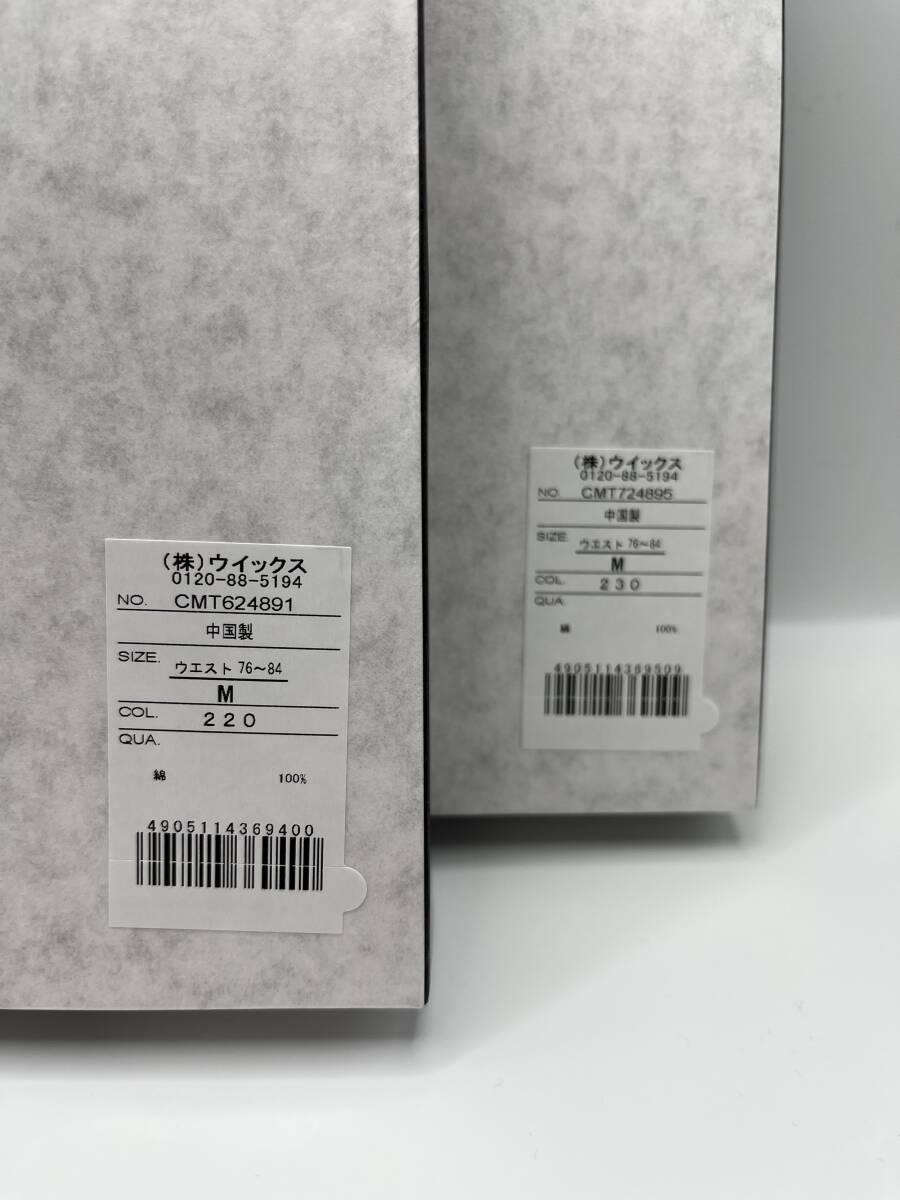 (株)ウイックス
0120-88-5194
NO. CMT624891
中国製
SIZE. ウエスト 76~84
M
COL. 220
QUA.
綿 100%
4905114369400
(株)ウイックス
0120-88-5194
NO. CMT724895
中国製
SIZE. ウエスト 76~84
M
COL. 230
QUA.
綿 100%
4905114369509